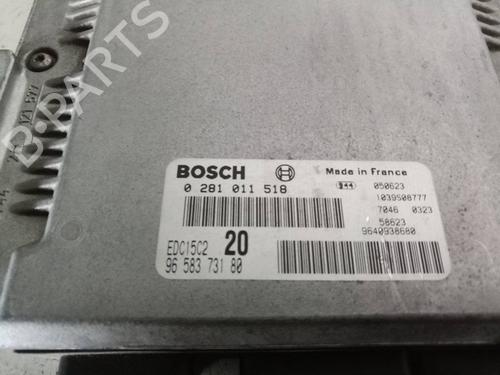 B-PARTS
BOSCH
Made in France
0 281 011 518
050623
1039S08777
7046 0323
58623
9640938680
EDC15C2 20
96 583 731 80